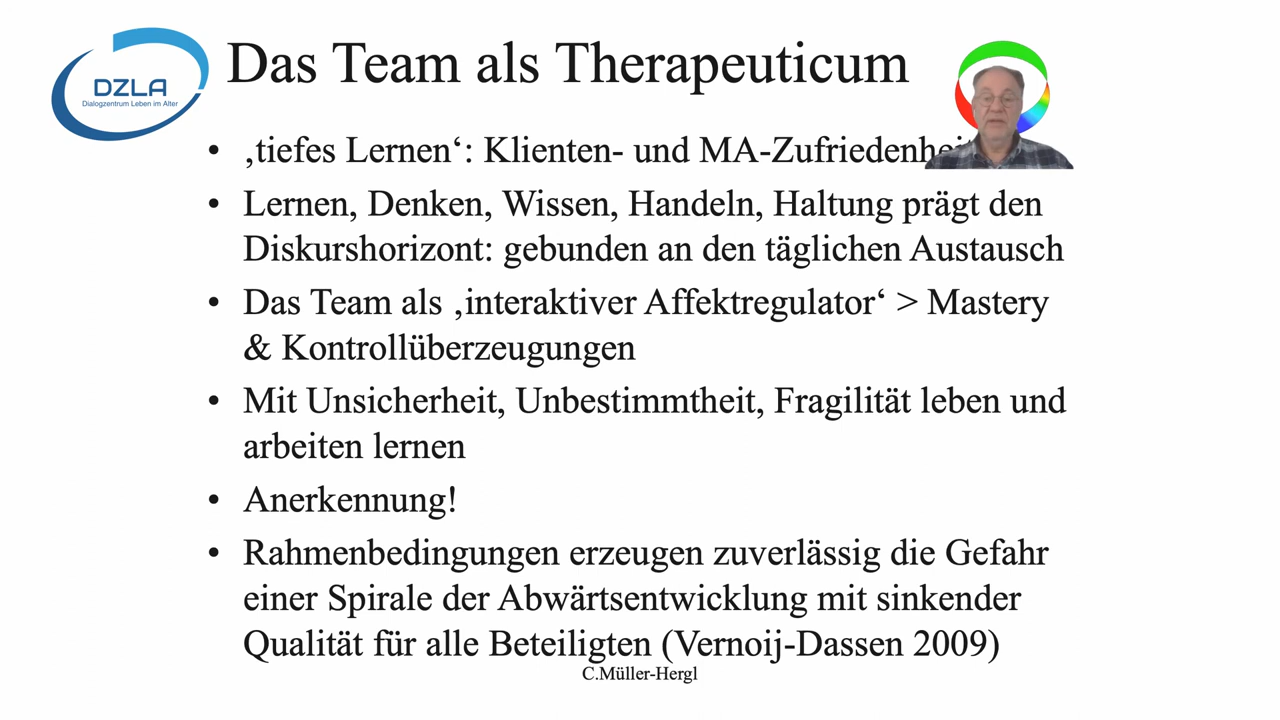 DZLA
Dialogzentrum Leben im Alter
Das Team als Therapeuticum
• ‚tiefes Lernen‘: Klienten- und MA-Zufriedenheit
• Lernen, Denken, Wissen, Handeln, Haltung prägt den
Diskurshorizont: gebunden an den täglichen Austausch
• Das Team als ‚interaktiver Affektregulator‘ > Mastery
& Kontrollüberzeugungen
• Mit Unsicherheit, Unbestimmtheit, Fragilität leben und
arbeiten lernen
• Anerkennung!
• Rahmenbedingungen erzeugen zuverlässig die Gefahr
einer Spirale der Abwärtsentwicklung mit sinkender
Qualität für alle Beteiligten (Vernoij-Dassen 2009)
C.Müller-Hergl